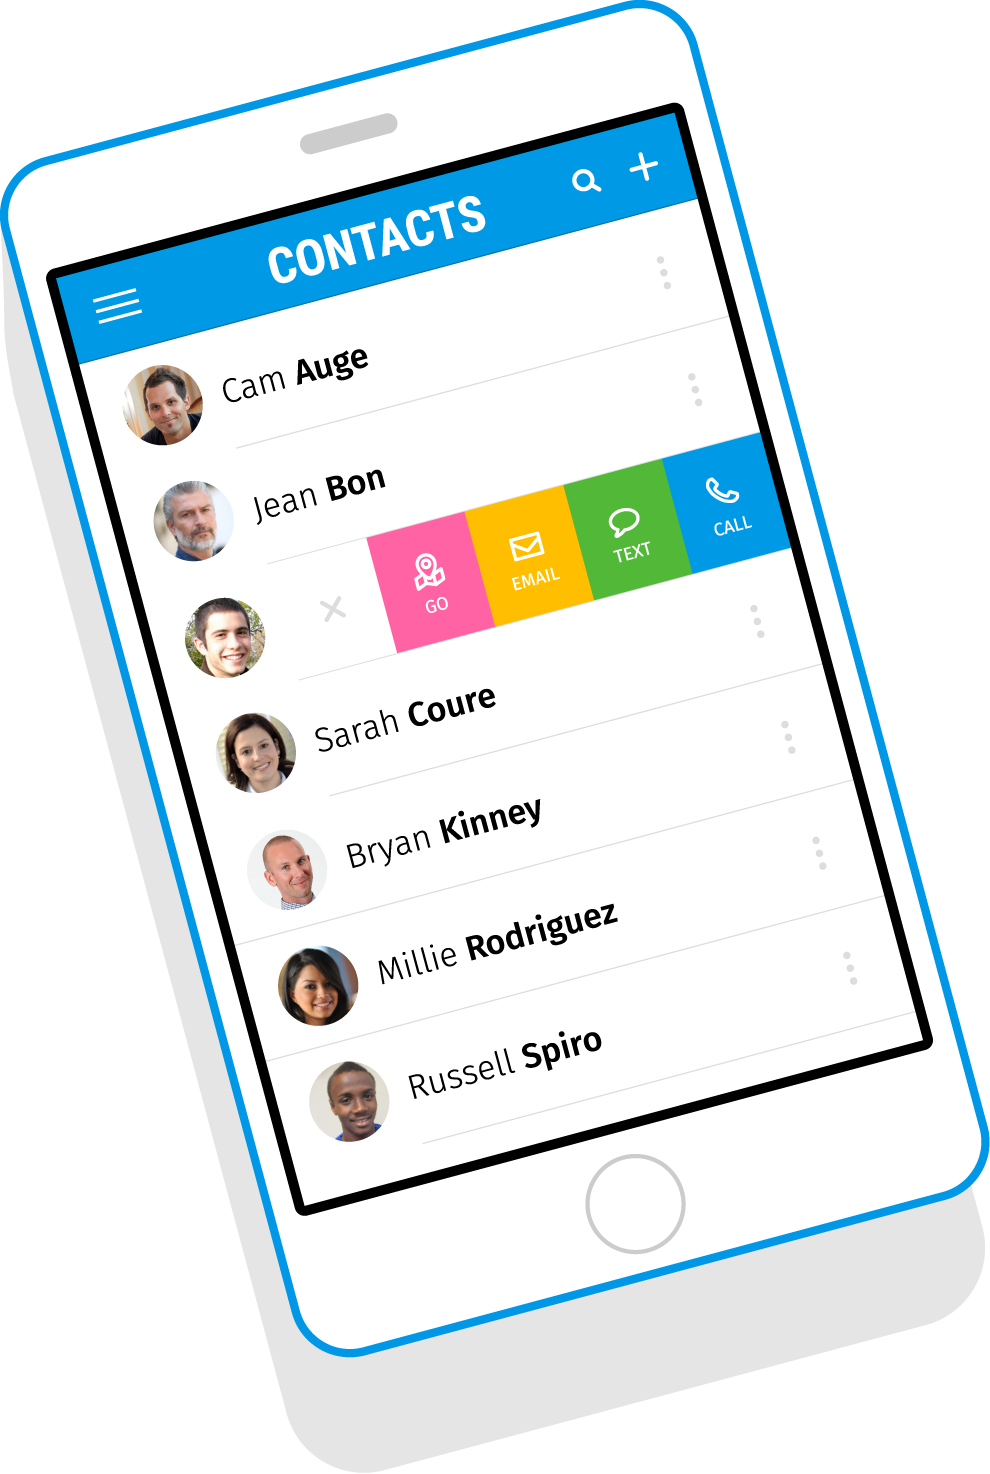 CONTACTS
Cam Auge
Jean Bon
GO EMAIL TEXT CALL
Sarah Coure
Bryan Kinney
Millie Rodriguez
Russell Spiro